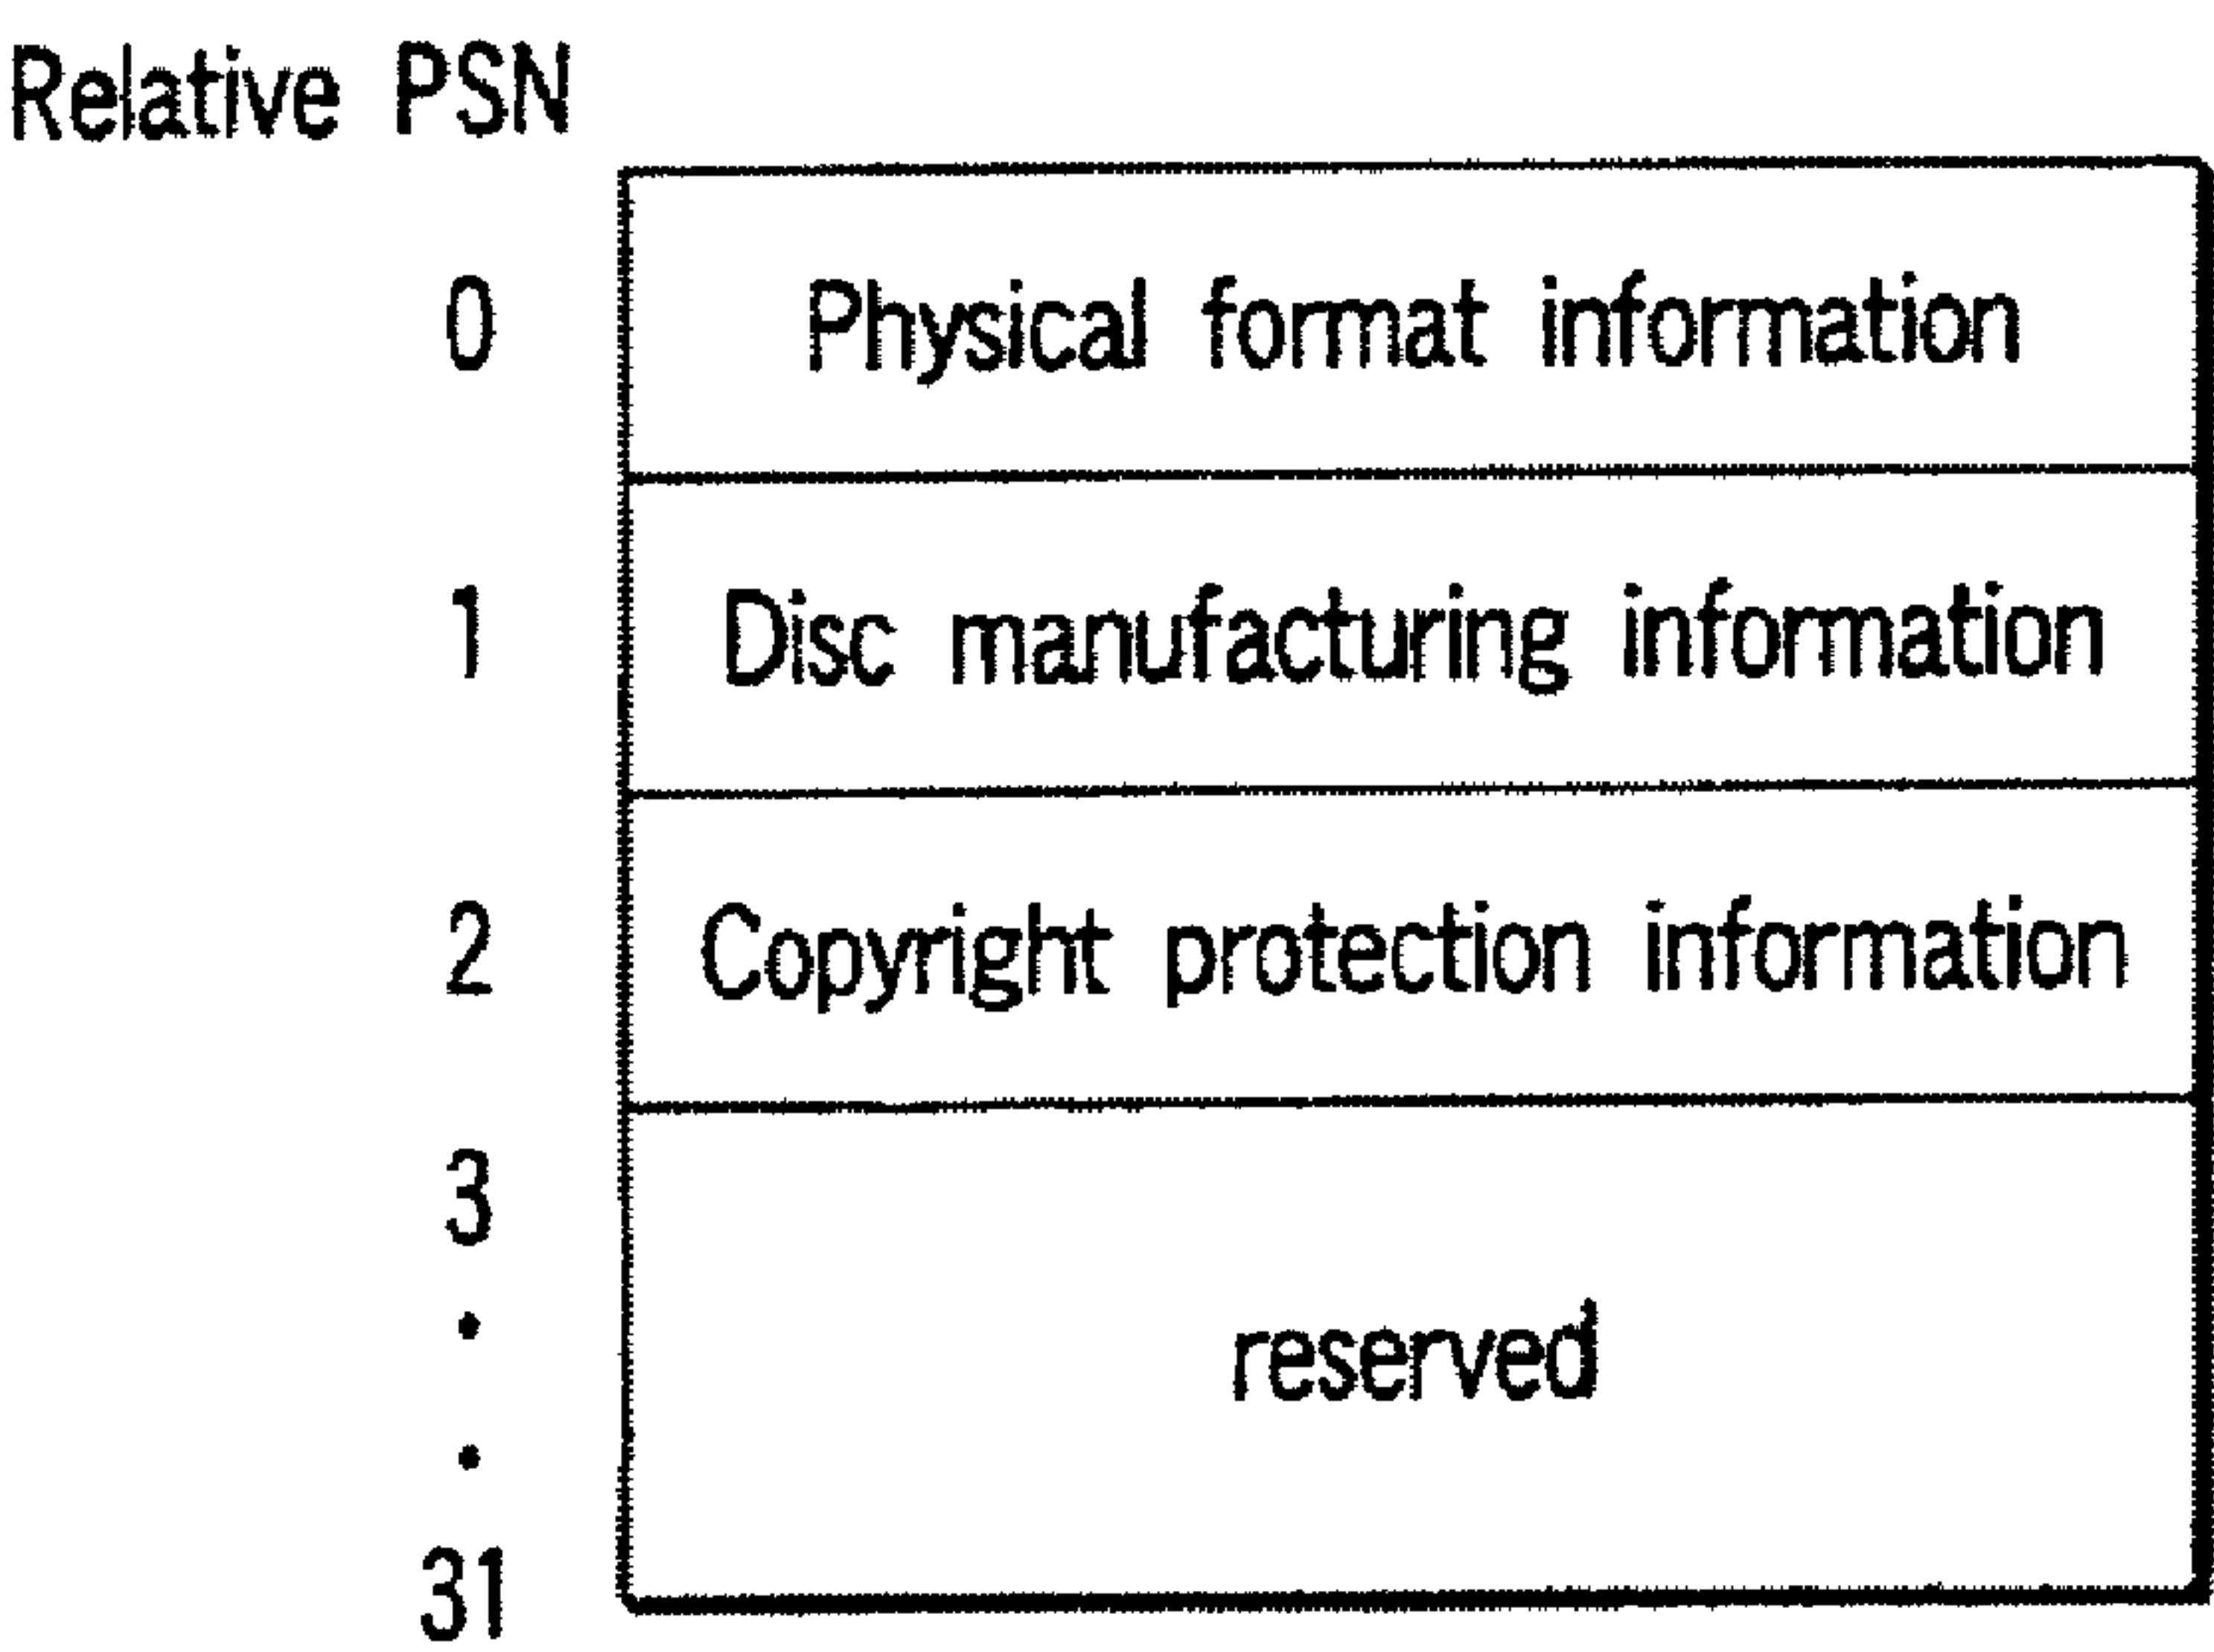 Relative PSN
0 Physical format information
1 Disc manufacturing information
2 Copyright protection information
3
reserved
31